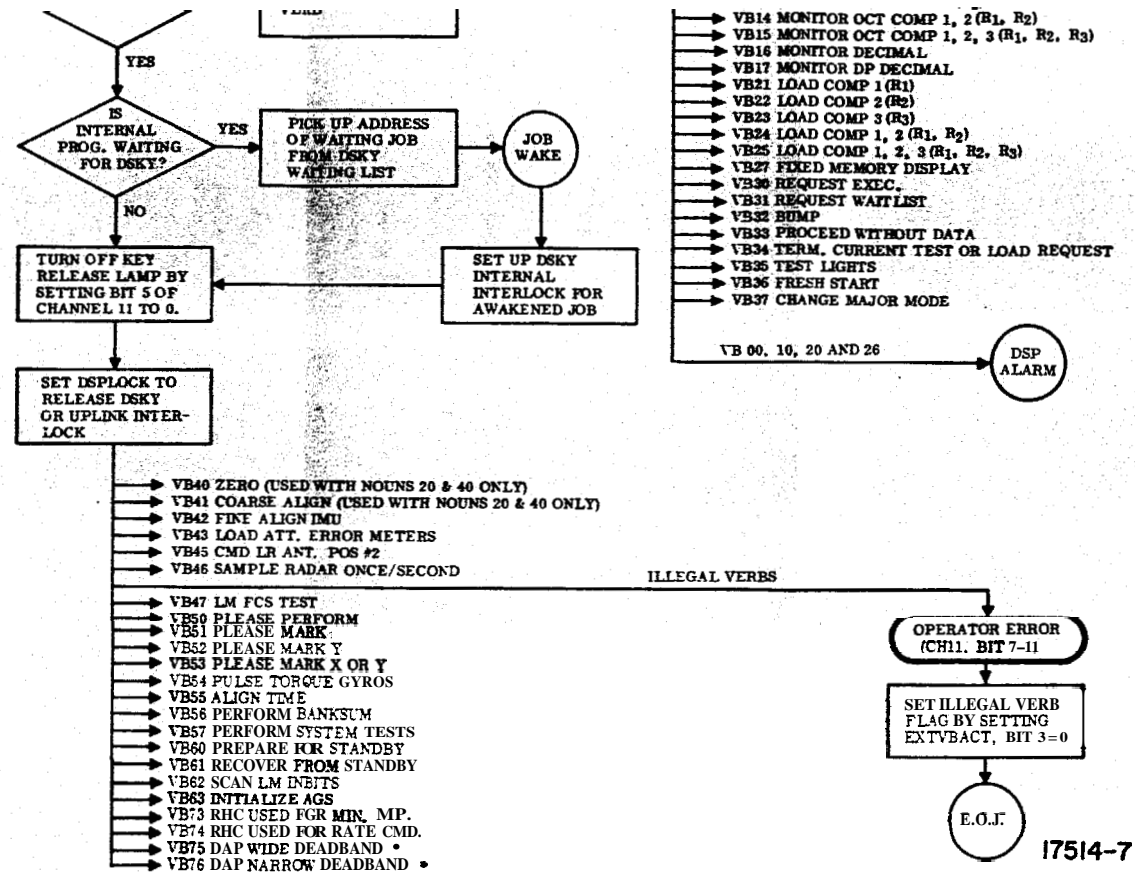 VERB
YES
IS
INTERNAL
PROG. WAITING
FOR DSKY?
YES
PICK UP ADDRESS
OF WAITING JOB
FROM DSKY
WAITING LIST
JOB
WAKE
NO
TURN OFF KEY
RELEASE LAMP BY
SETTING BIT 5 OF
CHANNEL 11 TO 0.
SET UP DSKY
INTERNAL
INTERLOCK FOR
AWAKENED JOB
SET DSPLOCK TO
RELEASE DSKY
OR UPLINK INTER-
LOCK
VB14 MONITOR OCT COMP 1, 2 (R1, R2)
VB15 MONITOR OCT COMP 1, 2, 3 (R1, R2, R3)
VB16 MONITOR DECIMAL
VB17 MONITOR DP DECIMAL
VB21 LOAD COMP 1 (R1)
VB22 LOAD COMP 2 (R2)
VB23 LOAD COMP 3 (R3)
VB24 LOAD COMP 1, 2 (R1, R2)
VB25 LOAD COMP 1, 2, 3 (R1, R2, R3)
VB27 FIXED MEMORY DISPLAY
VB30 REQUEST EXEC.
VB31 REQUEST WAITLIST
VB32 BUMP
VB33 PROCEED WITHOUT DATA
VB34 TERM. CURRENT TEST OR LOAD REQUEST
VB35 TEST LIGHTS
VB36 FRESH START
VB37 CHANGE MAJOR MODE
VB 00, 10, 20 AND 26
DSP
ALARM
VB40 ZERO (USED WITH NOUNS 20 & 40 ONLY)
VB41 COARSE ALIGN (USED WITH NOUNS 20 & 40 ONLY)
VB42 FINE ALIGN IMU
VB43 LOAD ATT. ERROR METERS
VB45 CMD LR ANT. POS #2
VB46 SAMPLE RADAR ONCE/SECOND
ILLEGAL VERBS
VB47 LM FCS TEST
VB50 PLEASE PERFORM
VB51 PLEASE MARK
VB52 PLEASE MARK Y
VB53 PLEASE MARK X OR Y
VB54 PULSE TORQUE GYROS
VB55 ALIGN TIME
VB56 PERFORM BANKSUM
VB57 PERFORM SYSTEM TESTS
VB60 PREPARE FOR STANDBY
VB61 RECOVER FROM STANDBY
VB62 SCAN LM INBITS
VB63 INITIALIZE AGS
VB73 RHC USED FGR MIN. MP.
VB74 RHC USED FOR RATE CMD.
VB75 DAP WIDE DEADBAND •
VB76 DAP NARROW DEADBAND •
OPERATOR ERROR
(CH11, BIT 7-11
SET ILLEGAL VERB
FLAG BY SETTING
EXTVBACT, BIT 3=0
E.O.J.
17514-7